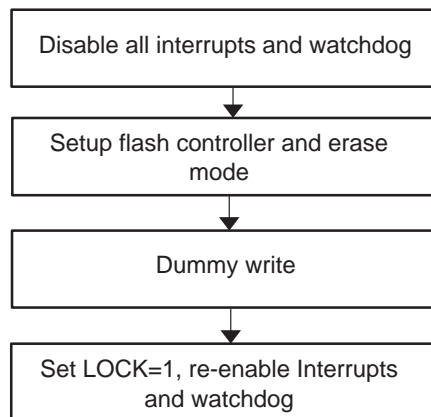 Disable all interrupts and watchdog
Setup flash controller and erase
mode
Dummy write
Set LOCK=1, re-enable Interrupts
and watchdog